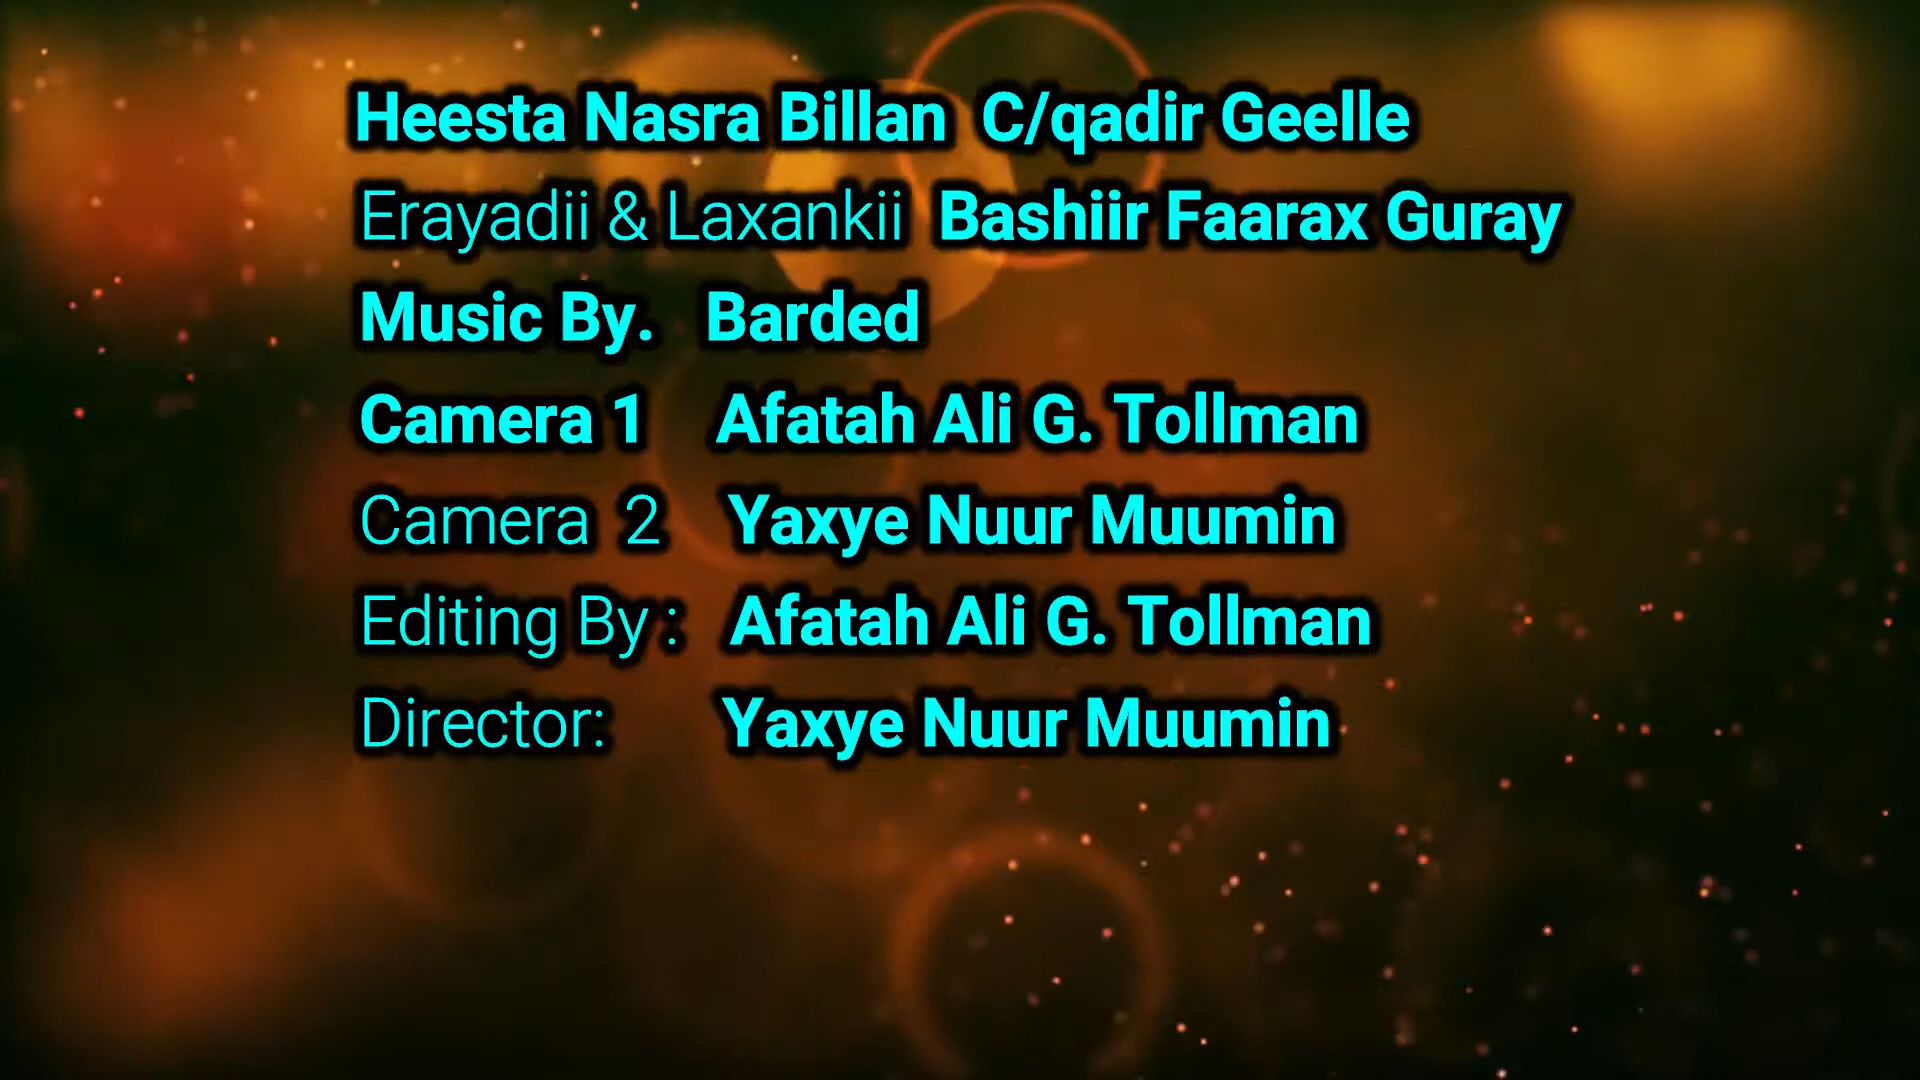 Heesta Nasra Billan C/qadir Geelle
Erayadii & Laxankii Bashiir Faarax Guray
Music By. Barded
Camera 1 Afatah Ali G. Tollman
Camera 2 Yaxye Nuur Muumin
Editing By : Afatah Ali G. Tollman
Director: Yaxye Nuur Muumin